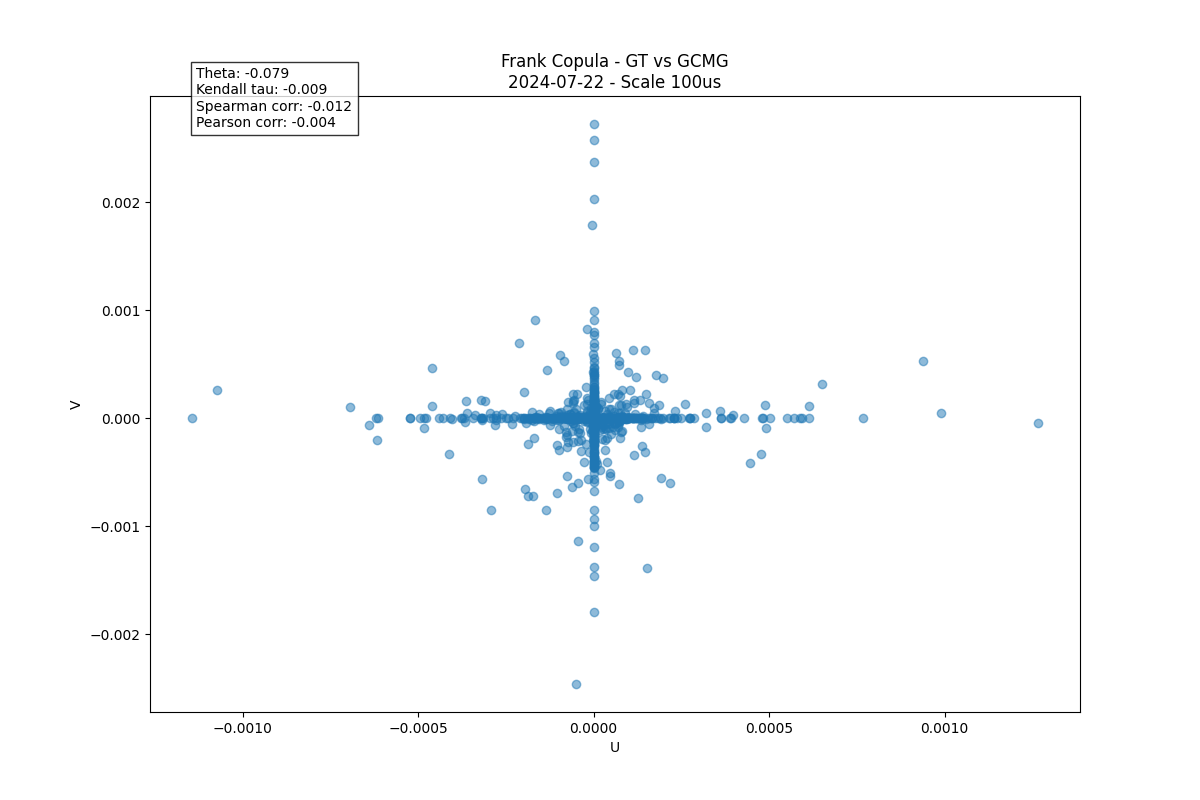 Frank Copula - GT vs GCMG
2024-07-22 - Scale 100us
Theta: -0.079
Kendall tau: -0.009
Spearman corr: -0.012
Pearson corr: -0.004
V
0.002
0.001
0.000
−0.001
−0.002
−0.0010 −0.0005 0.0000 0.0005 0.0010
U